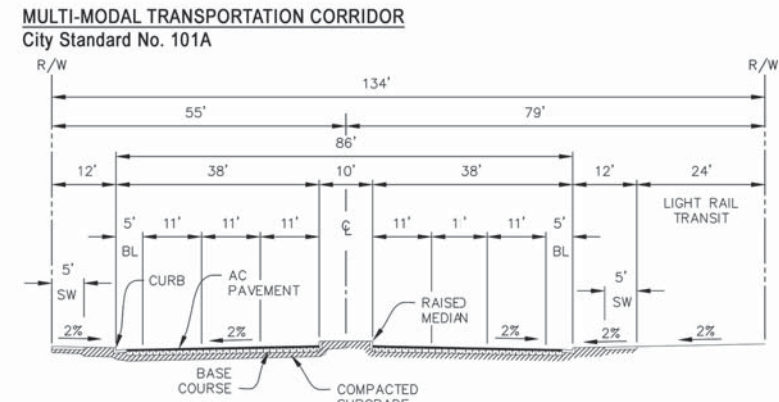 MULTI-MODAL TRANSPORTATION CORRIDOR
City Standard No. 101A
R/W R/W
134'
55' 79'
86'
12' 38' 10' 38' 12' 24'
LIGHT RAIL
TRANSIT
5' 11' 11' 11' ℄ 11' 1' 11' 5'
BL BL
5' 5'
SW SW
CURB
AC
PAVEMENT
RAISED
MEDIAN
2% 2% 2% 2% 2%
BASE
COURSE
COMPACTED